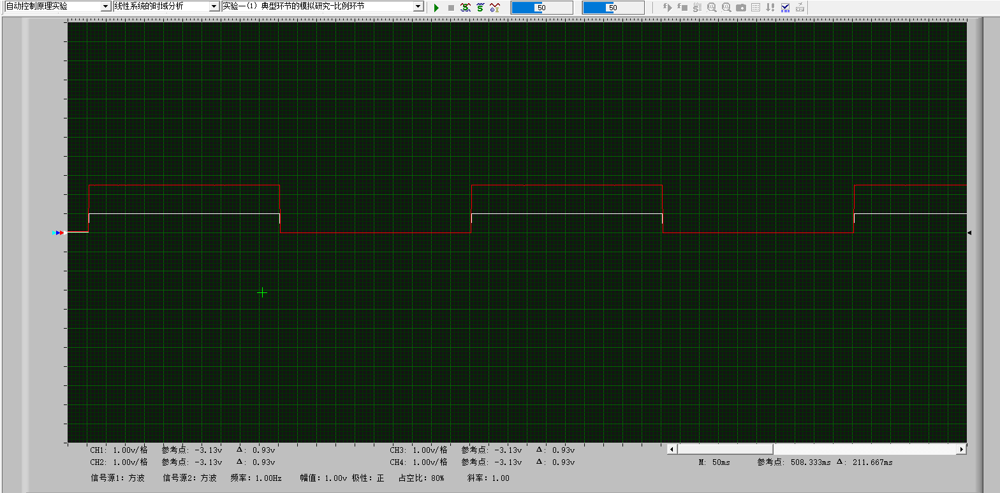 自动控制原理实验 线性系统的时域分析 实验一(1) 典型环节的模拟研究-比例环节 50 50
CH1: 1.00v/格 参考点: -3.13v Δ: 0.93v CH3: 1.00v/格 参考点: -3.13v Δ: 0.93v
CH2: 1.00v/格 参考点: -3.13v Δ: 0.93v CH4: 1.00v/格 参考点: -3.13v Δ: 0.93v M: 50ms 参考点: 508.333ms Δ: 211.667ms
信号源1: 方波 信号源2: 方波 频率: 1.00Hz 幅值: 1.00v 极性: 正 占空比: 80% 斜率: 1.00